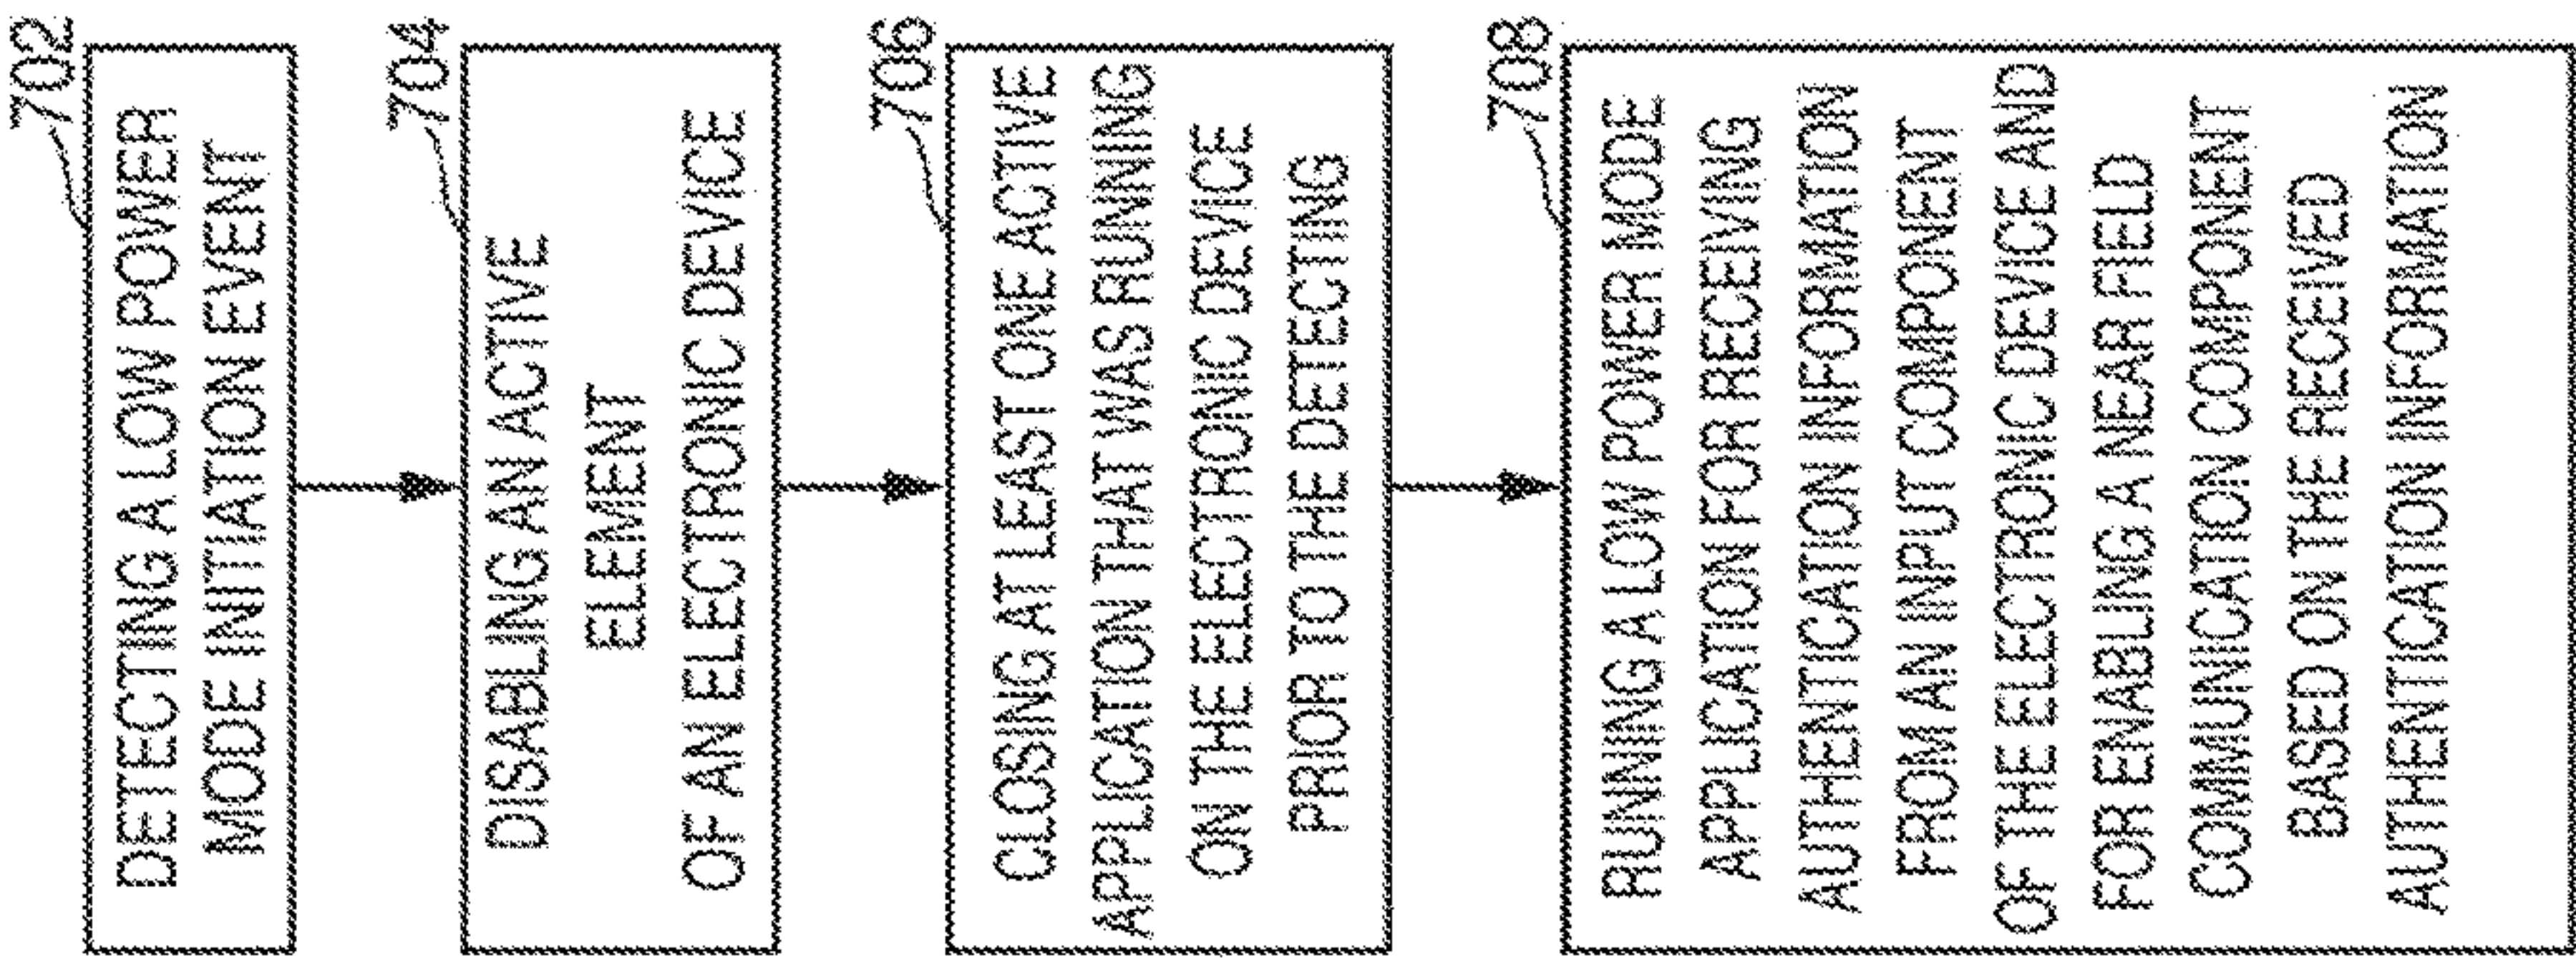 702
DETECTING A LOW POWER
MODE INITIATION EVENT
704
DISABLING AN ACTIVE
ELEMENT
OF AN ELECTRONIC DEVICE
706
CLOSING AT LEAST ONE ACTIVE
APPLICATION THAT WAS RUNNING
ON THE ELECTRONIC DEVICE
PRIOR TO THE DETECTING
708
RUNNING A LOW POWER MODE
APPLICATION FOR RECEIVING
AUTHENTICATION INFORMATION
FROM AN INPUT COMPONENT
OF THE ELECTRONIC DEVICE AND
FOR ENABLING A NEAR FIELD
COMMUNICATION COMPONENT
BASED ON THE RECEIVED
AUTHENTICATION INFORMATION